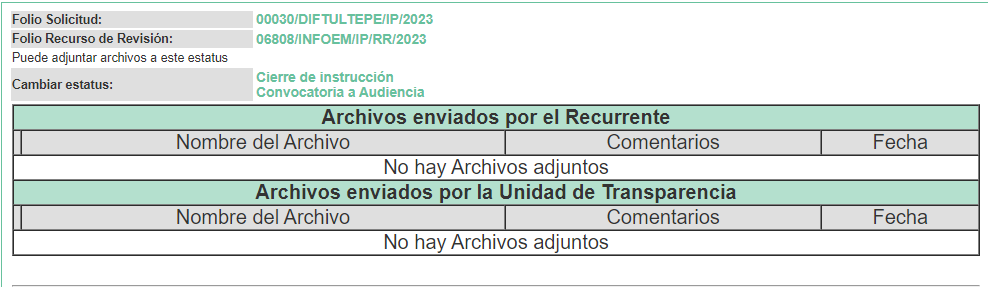 Folio Solicitud: 00030/DIFTULTEPE/IP/2023
Folio Recurso de Revisión: 06808/INFOEM/IP/RR/2023
Puede adjuntar archivos a este estatus
Cambiar estatus: Cierre de instrucción
Convocatoria a Audiencia
Archivos enviados por el Recurrente
Nombre del Archivo Comentarios Fecha
No hay Archivos adjuntos
Archivos enviados por la Unidad de Transparencia
Nombre del Archivo Comentarios Fecha
No hay Archivos adjuntos